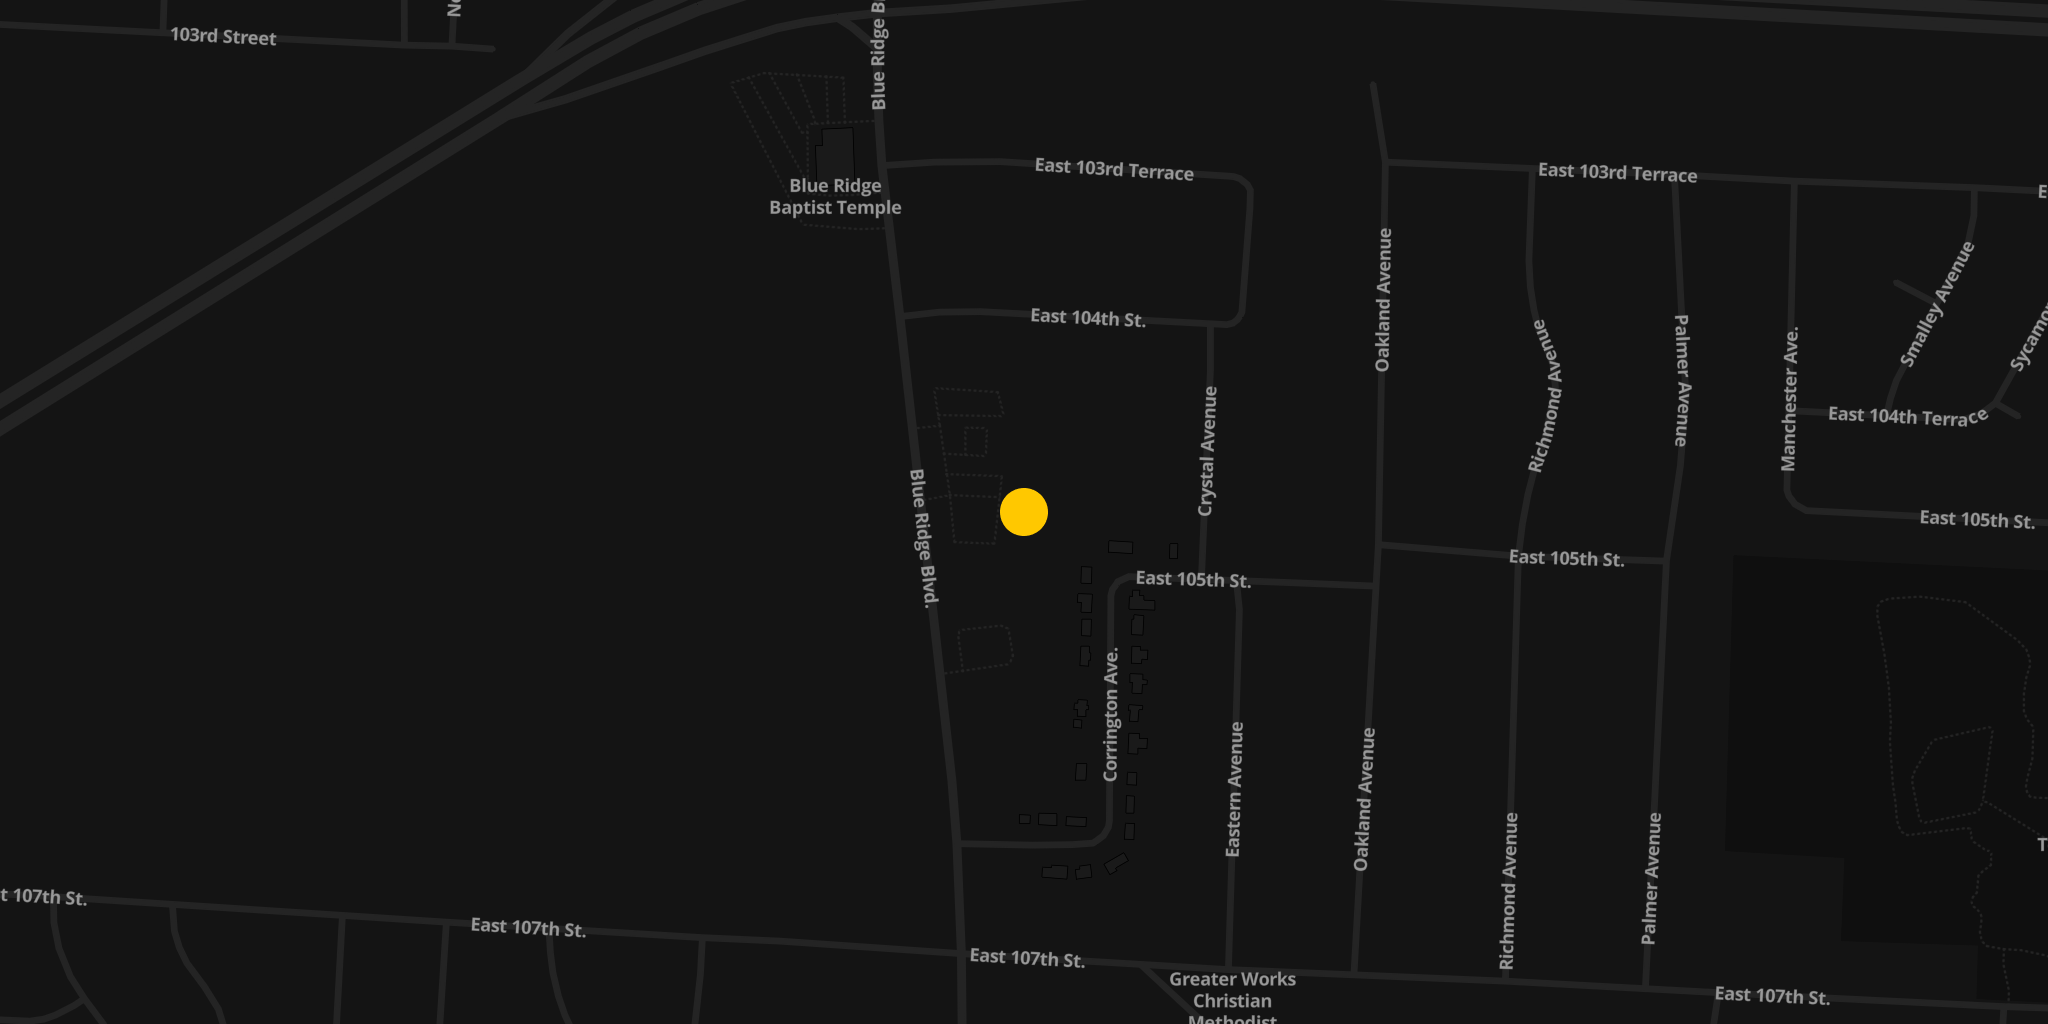 No
103rd Street
Blue Ridge B
Blue Ridge
Baptist Temple
East 103rd Terrace
East 103rd Terrace
E
East 104th St.
Oakland Avenue
Richmond Avenue
Palmer Avenue
Manchester Ave.
Smalley Avenue
Sycamo
East 104th Terrace
Crystal Avenue
Blue Ridge Blvd.
East 105th St.
East 105th St.
East 105th St.
Corrington Ave.
Eastern Avenue
Oakland Avenue
Richmond Avenue
Palmer Avenue
T
t 107th St.
East 107th St.
East 107th St.
Greater Works
Christian
Methodist
East 107th St.